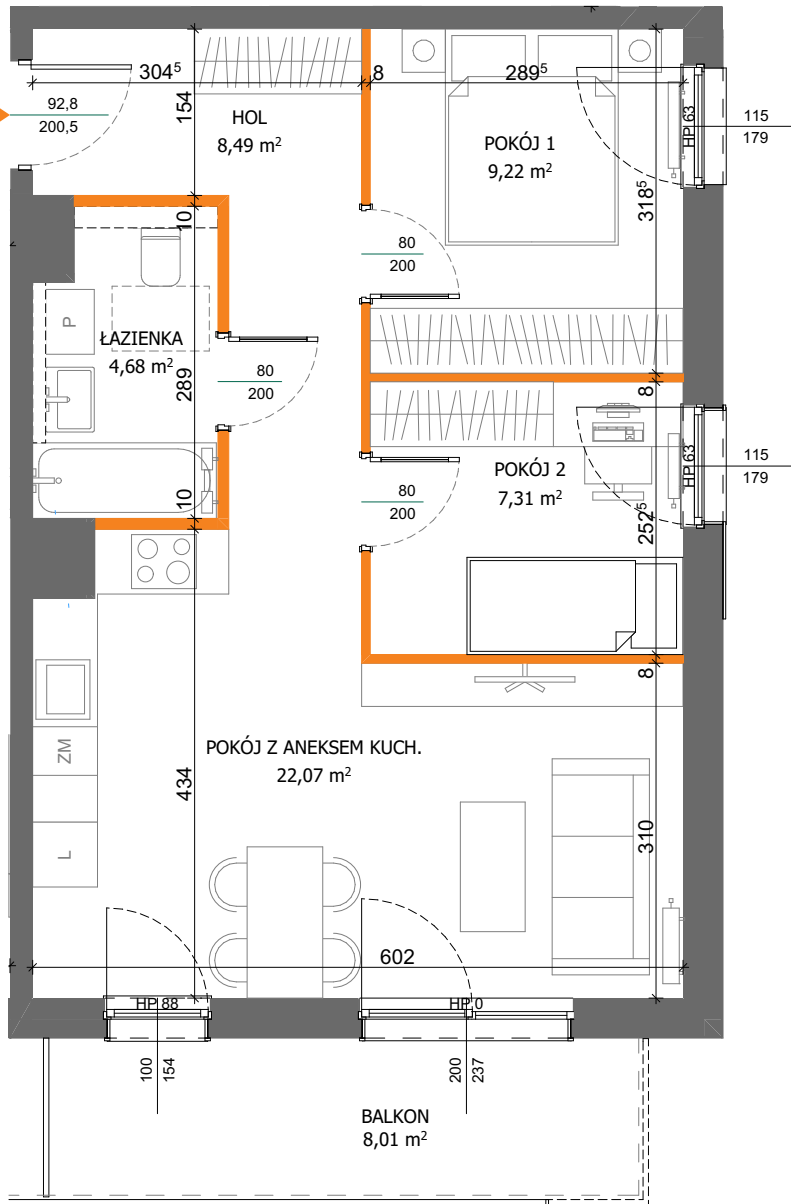 304⁵
8
289⁵
92,8
200,5
154
HOL
8,49 m²
POKÓJ 1
9,22 m²
HP 63
115
179
318⁵
10
80
200
P
ŁAZIENKA
4,68 m²
289
80
200
8
POKÓJ 2
7,31 m²
HP 63
115
179
80
200
252⁵
10
8
ZM
POKÓJ Z ANEKSEM KUCH.
22,07 m²
434
L
310
602
HP 88
HP 0
100
154
200
237
BALKON
8,01 m²